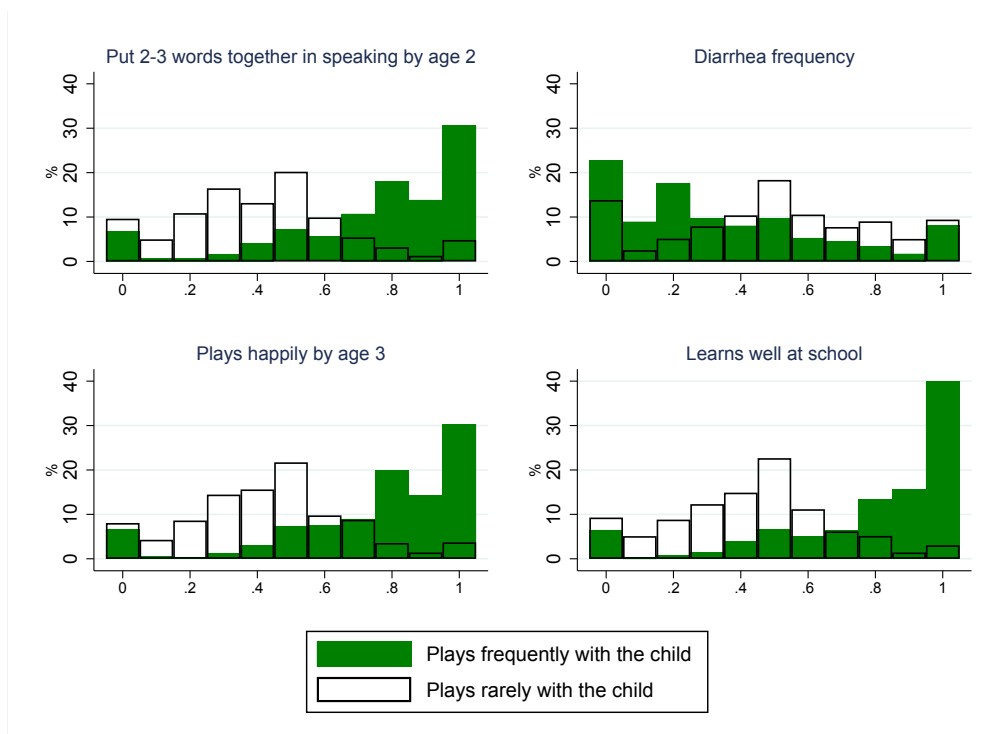 Put 2-3 words together in speaking by age 2
40
30
20
10
0
%
0 .2 .4 .6 .8 1
Diarrhea frequency
40
30
20
10
0
%
0 .2 .4 .6 .8 1
Plays happily by age 3
40
30
20
10
0
%
0 .2 .4 .6 .8 1
Learns well at school
40
30
20
10
0
%
0 .2 .4 .6 .8 1
Plays frequently with the child
Plays rarely with the child